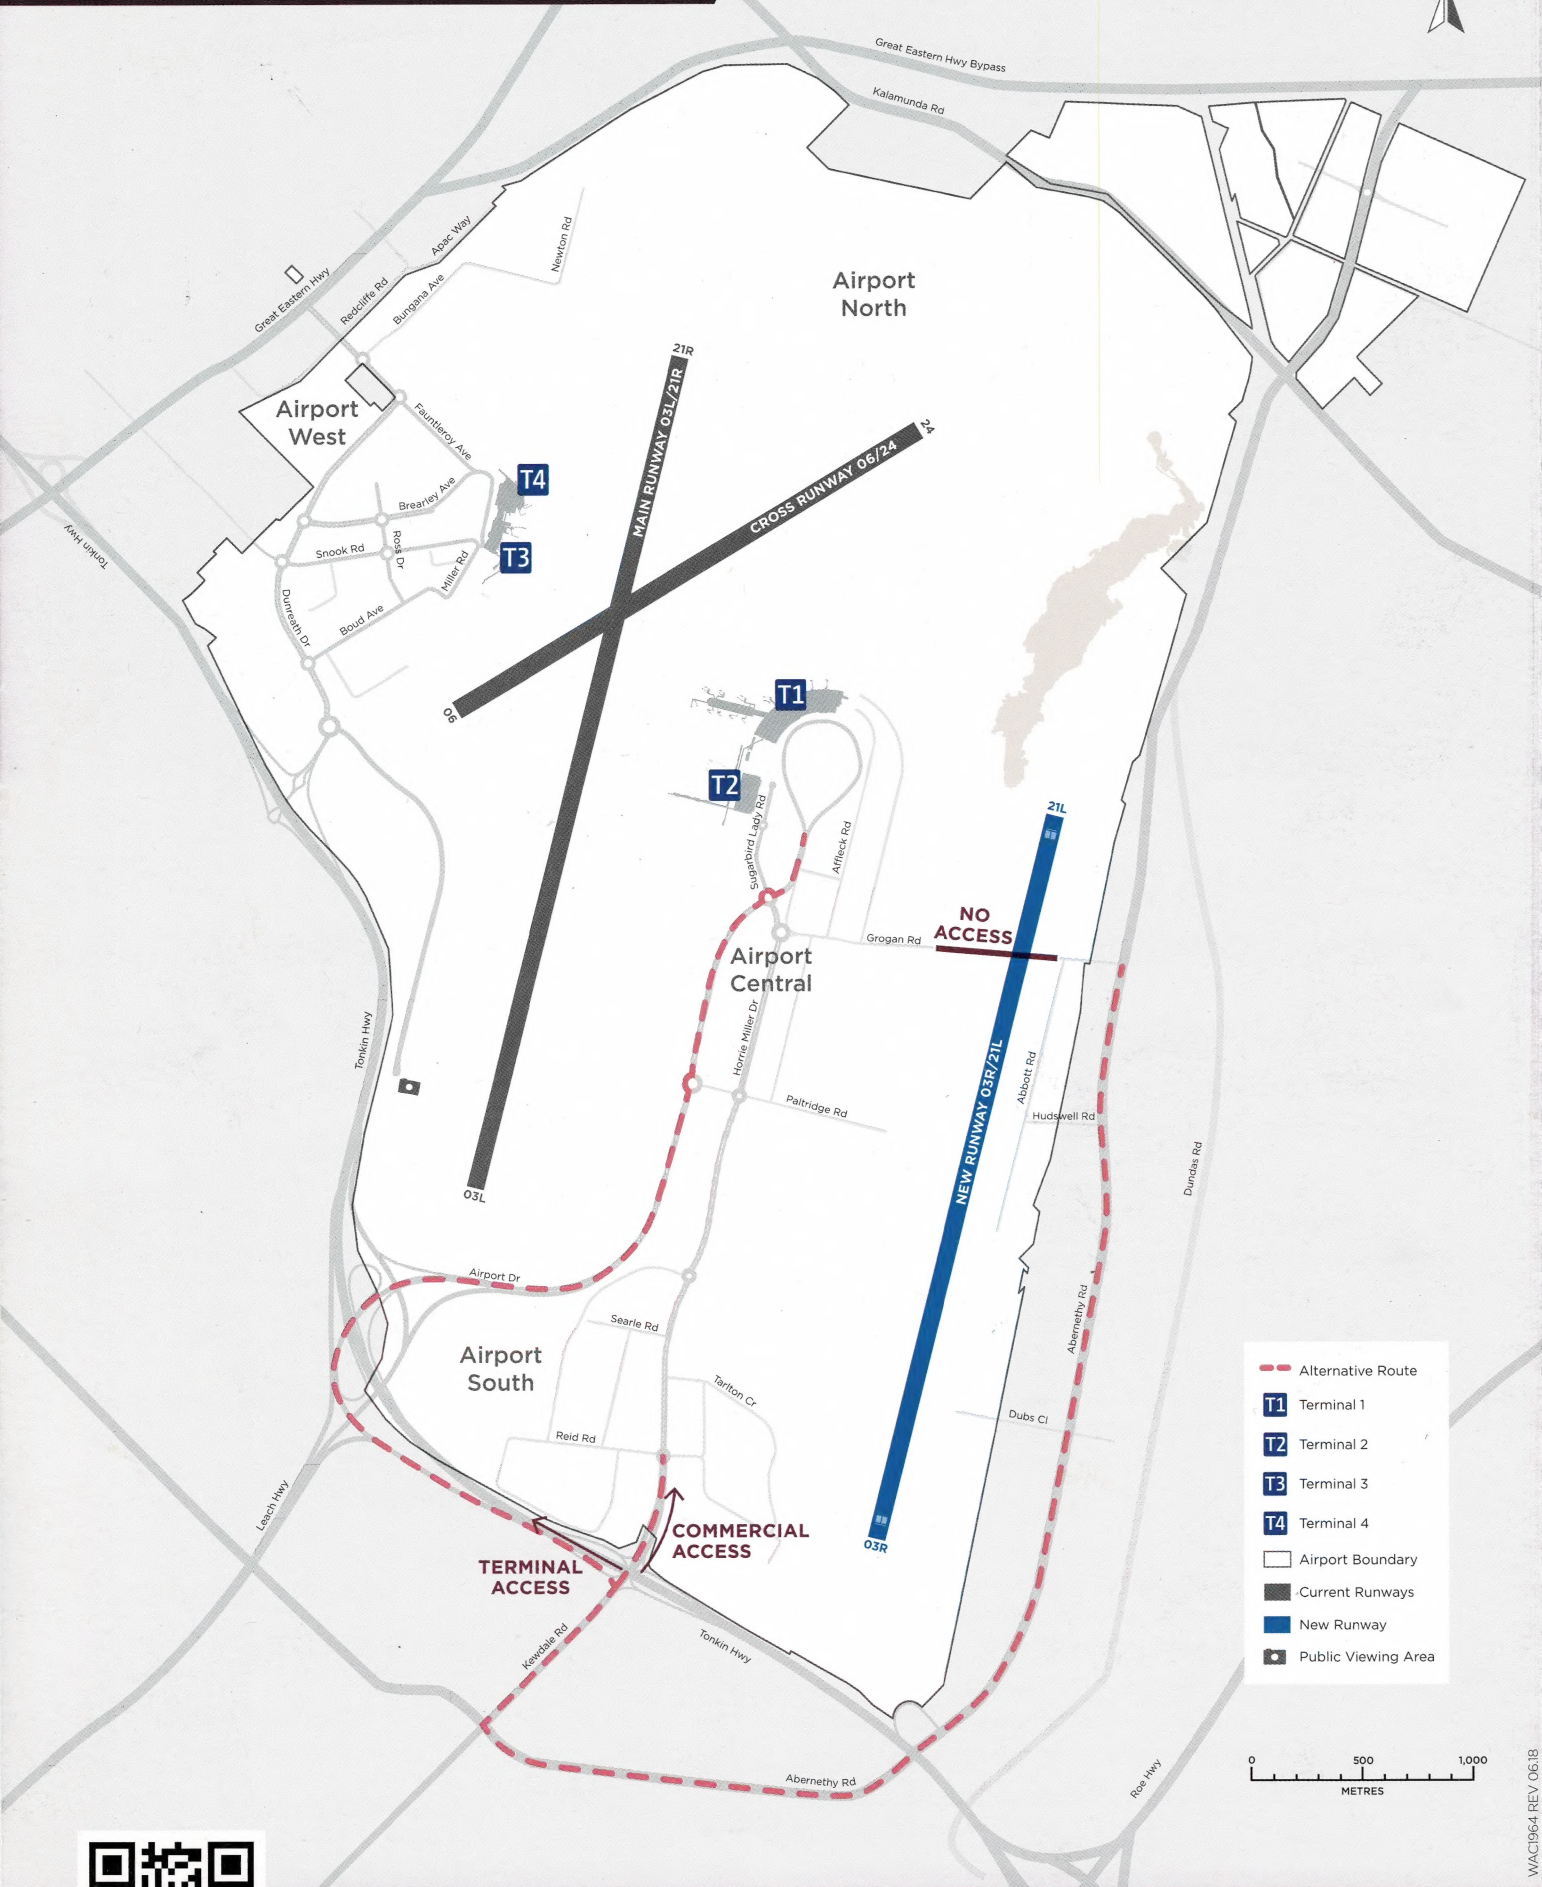 Great Eastern Hwy Bypass
Kalamunda Rd
Apac Way
Newton Rd
Airport
North
Great Eastern Hwy
Redcliffe Rd
Bungana Ave
21R
MAIN RUNWAY 03L/21R
Airport
West
Fauntleroy Ave
24
CROSS RUNWAY 06/24
T4
Brearley Ave
Tonkin Hwy
Snook Rd
Ross Dr
T3
Miller Rd
Dunreath Dr
Boud Ave
06
T1
T2
21L
Sugarbird Lady Rd
Affleck Rd
NO
ACCESS
Grogan Rd
Airport
Central
Tonkin Hwy
Horrie Miller Dr
NEW RUNWAY 03R/21L
Abbott Rd
Paltridge Rd
Hudswell Rd
Dundas Rd
03L
Airport Dr
Abernethy Rd
Searle Rd
Airport
South
Tarlton Cr
Dubs Cl
Reid Rd
Leach Hwy
COMMERCIAL
ACCESS
03R
TERMINAL
ACCESS
Kewdale Rd
Tonkin Hwy
Abernethy Rd
Roe Hwy
Alternative Route
T1 Terminal 1
T2 Terminal 2
T3 Terminal 3
T4 Terminal 4
Airport Boundary
Current Runways
New Runway
Public Viewing Area
0 500 1,000
METRES
WAC1964 REV 06.18